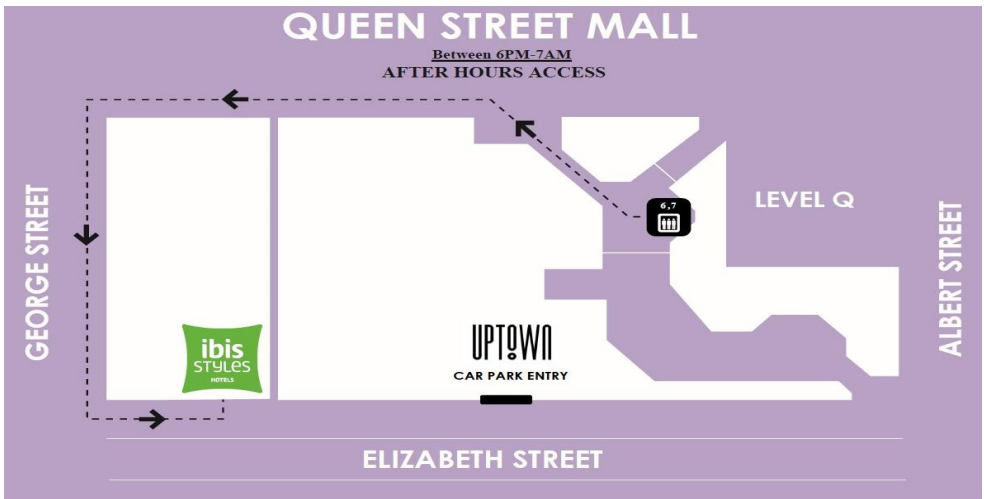 QUEEN STREET MALL
Between 6PM-7AM
AFTER HOURS ACCESS
GEORGE STREET
6,7
LEVEL Q
ALBERT STREET
ibis
STYLES
HOTELS
UPTOWN
CAR PARK ENTRY
ELIZABETH STREET